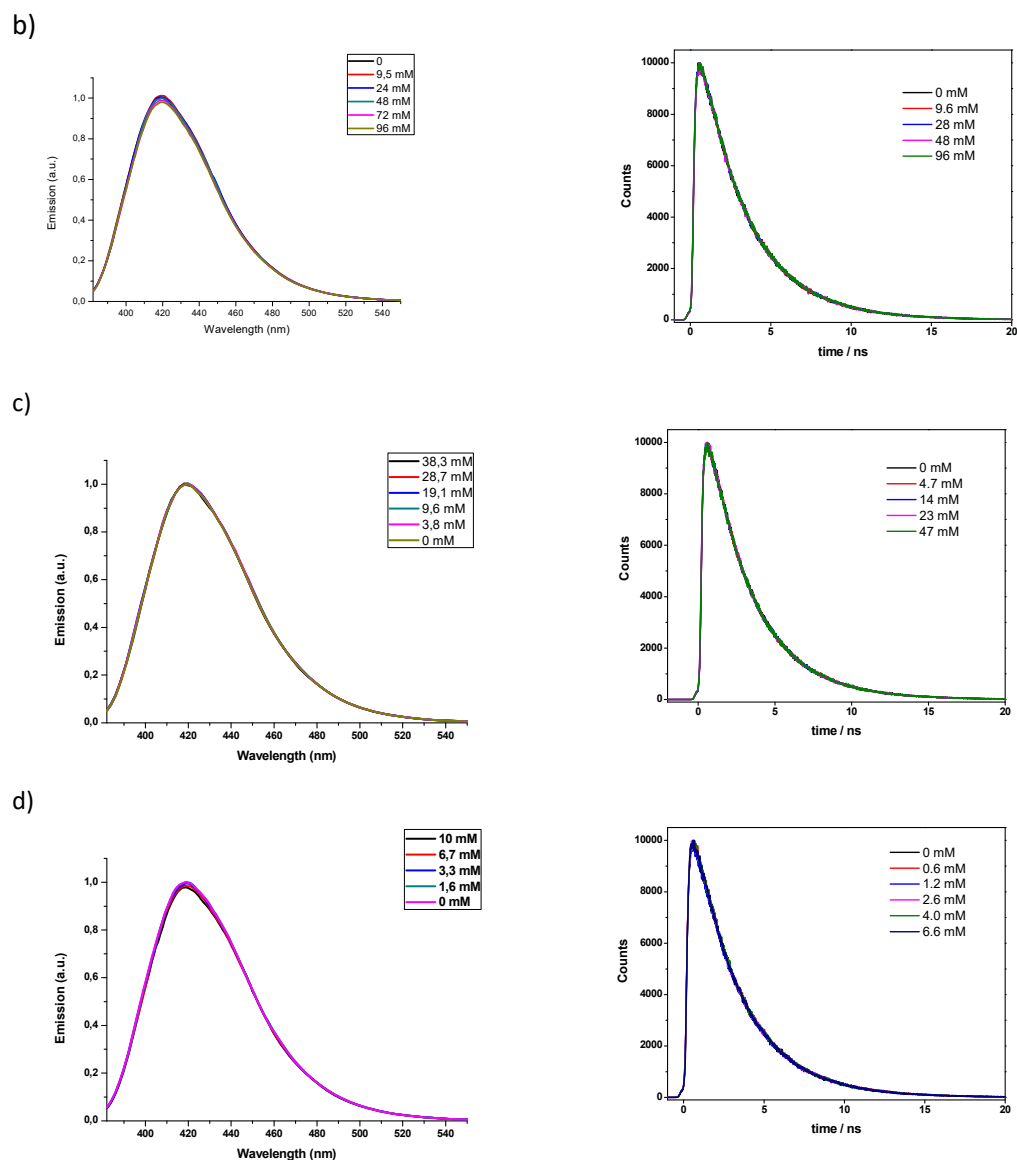 b)
0
9,5 mM
24 mM
48 mM
72 mM
96 mM
1,0
0,8
0,6
0,4
0,2
0,0
400 420 440 460 480 500 520 540
Emission (a.u.)
Wavelength (nm)
0 mM
9.6 mM
28 mM
48 mM
96 mM
10000
8000
6000
4000
2000
0
0 5 10 15 20
Counts
time / ns
c)
38,3 mM
28,7 mM
19,1 mM
9,6 mM
3,8 mM
0 mM
1,0
0,8
0,6
0,4
0,2
0,0
400 420 440 460 480 500 520 540
Emission (a.u.)
Wavelength (nm)
0 mM
4.7 mM
14 mM
23 mM
47 mM
10000
8000
6000
4000
2000
0
0 5 10 15 20
Counts
time / ns
d)
10 mM
6,7 mM
3,3 mM
1,6 mM
0 mM
1,0
0,8
0,6
0,4
0,2
0,0
400 420 440 460 480 500 520 540
Emission (a.u.)
Wavelength (nm)
0 mM
0.6 mM
1.2 mM
2.6 mM
4.0 mM
6.6 mM
10000
8000
6000
4000
2000
0
0 5 10 15 20
Counts
time / ns